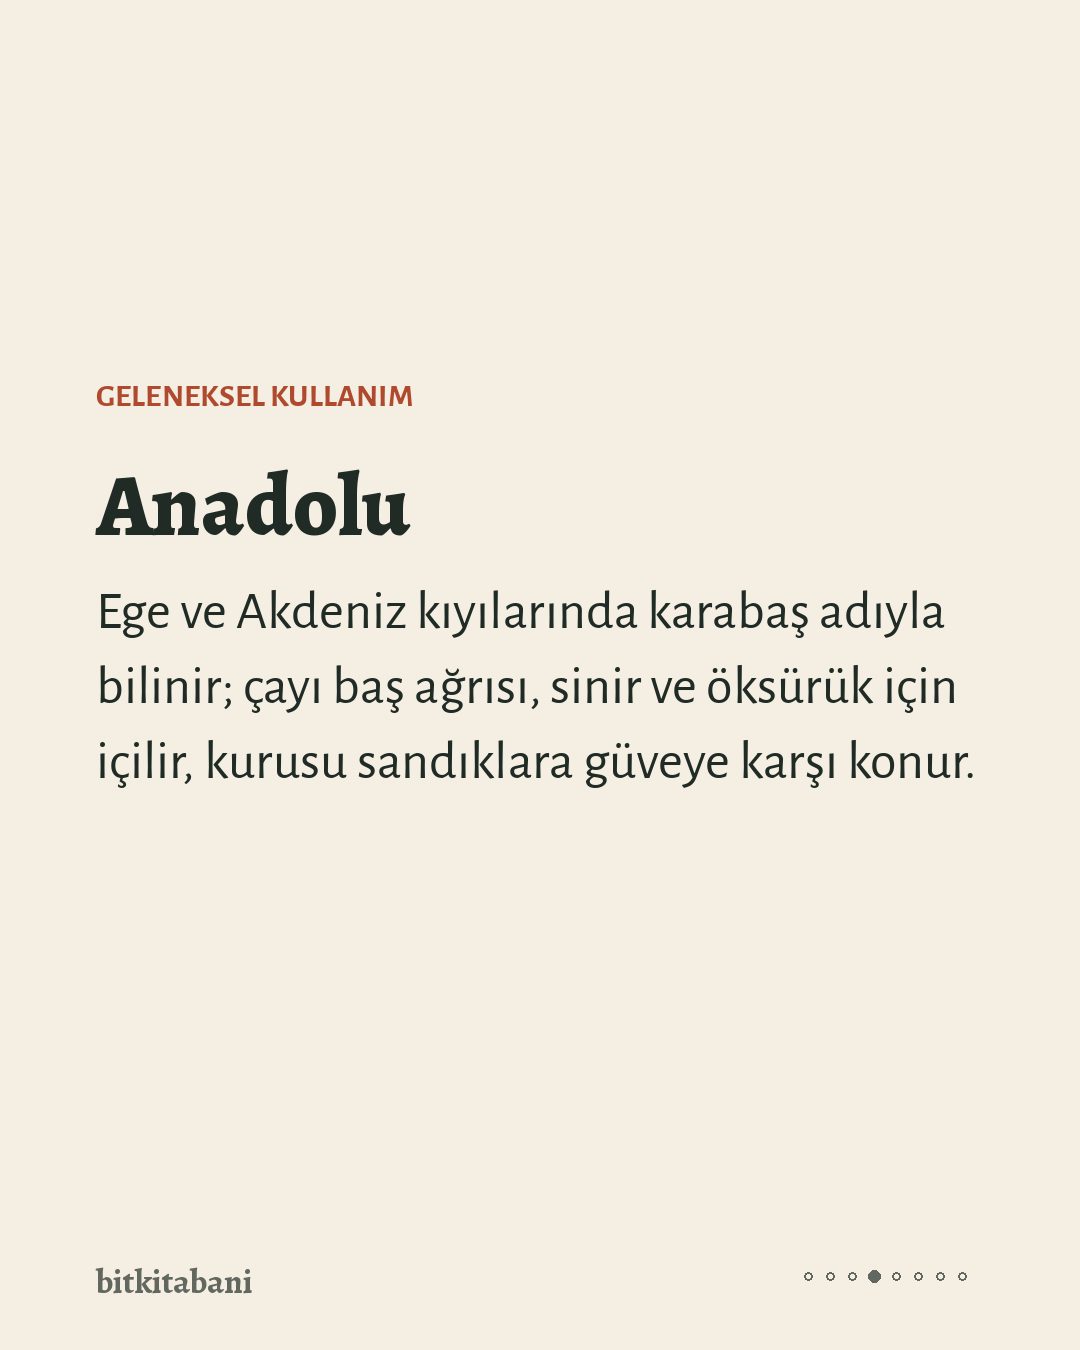 GELENEKSEL KULLANIM
Anadolu
Ege ve Akdeniz kıyılarında karabaş adıyla
bilinir; çayı baş ağrısı, sinir ve öksürük için
içilir, kurusu sandıklara güveye karşı konur.
bitkitabani